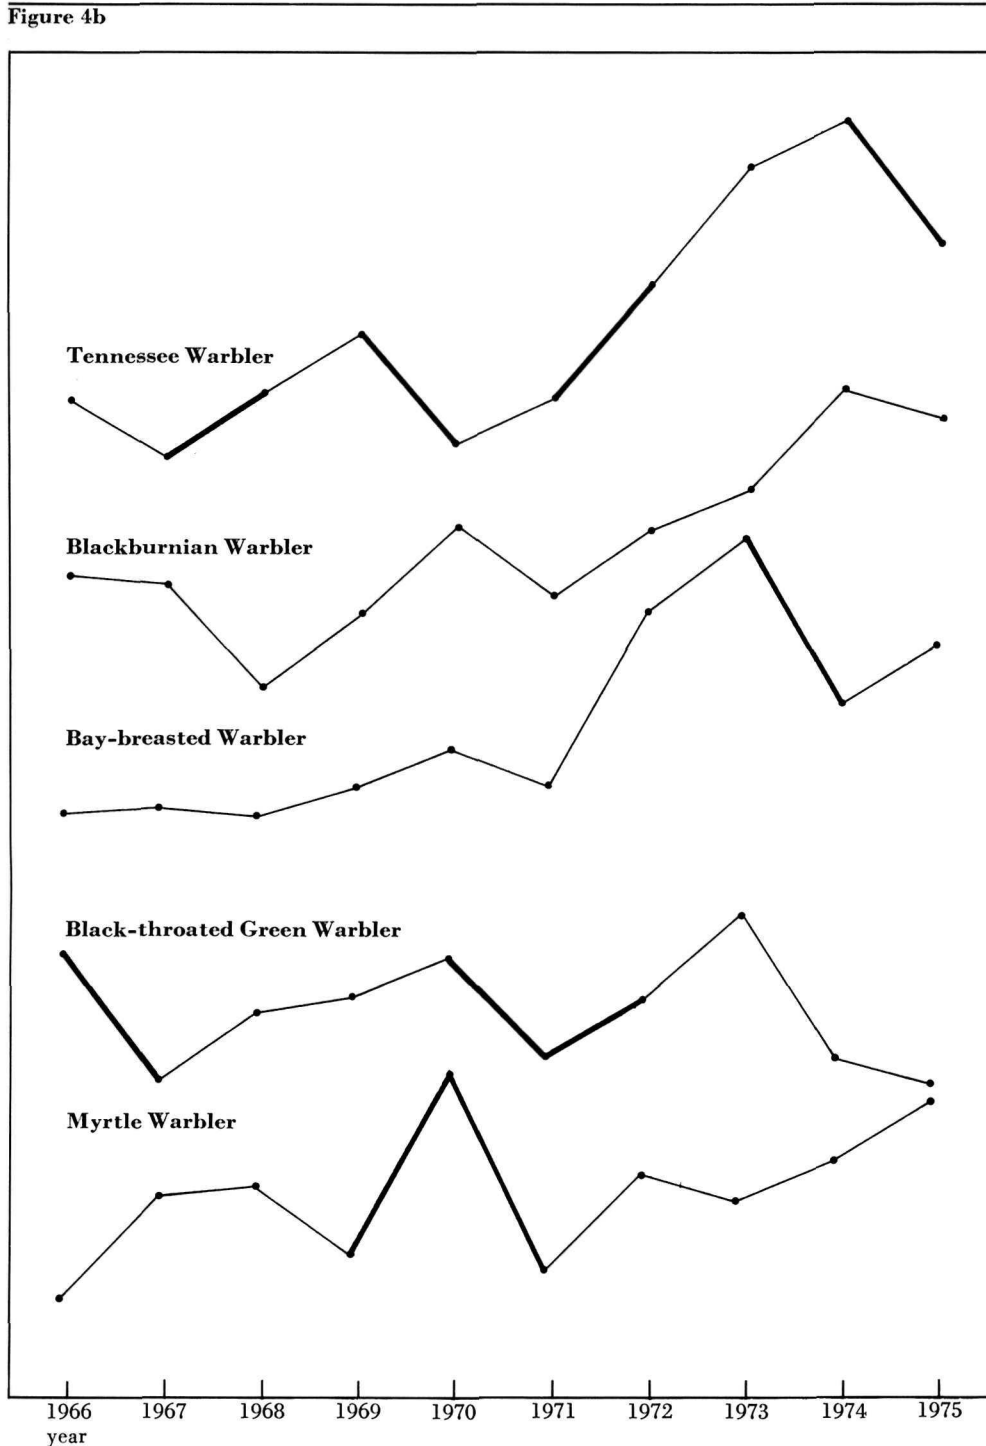 Figure 4b
Tennessee Warbler
Blackburnian Warbler
Bay-breasted Warbler
Black-throated Green Warbler
Myrtle Warbler
1966 1967 1968 1969 1970 1971 1972 1973 1974 1975
year